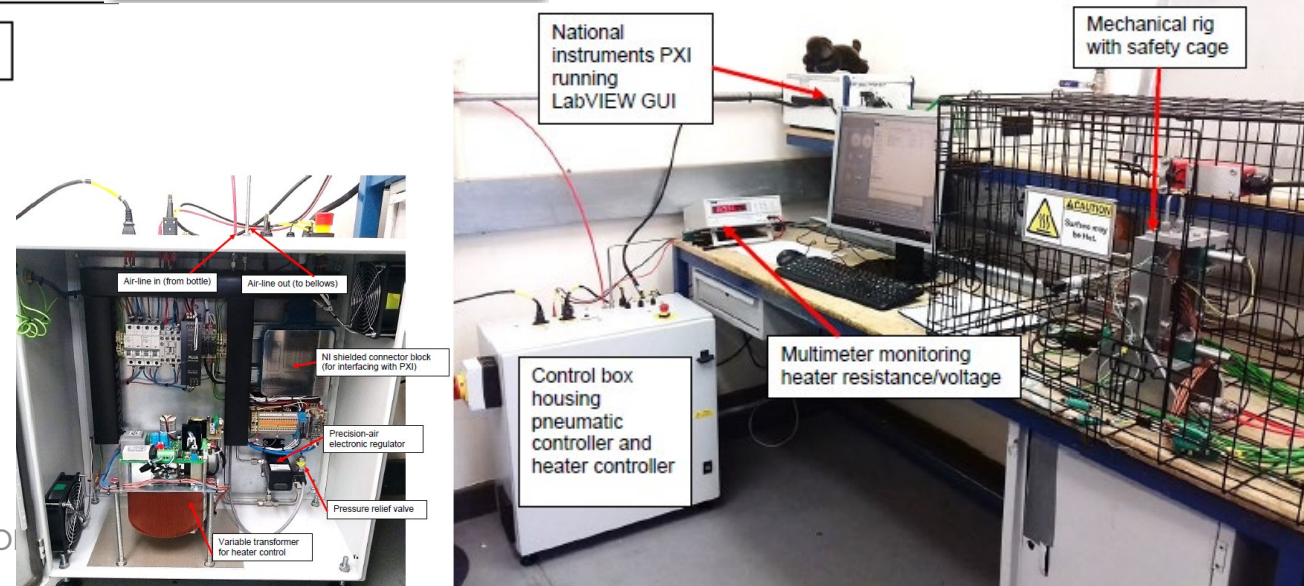 National
instruments PXI
running
LabVIEW GUI
Mechanical rig
with safety cage
CAUTION
Surface may
be Hot.
Air-line in (from bottle)
Air-line out (to bellows)
NI shielded connector block
(for interfacing with PXI)
Precision-air
electronic regulator
Pressure relief valve
Variable transformer
for heater control
Control box
housing
pneumatic
controller and
heater controller
Multimeter monitoring
heater resistance/voltage